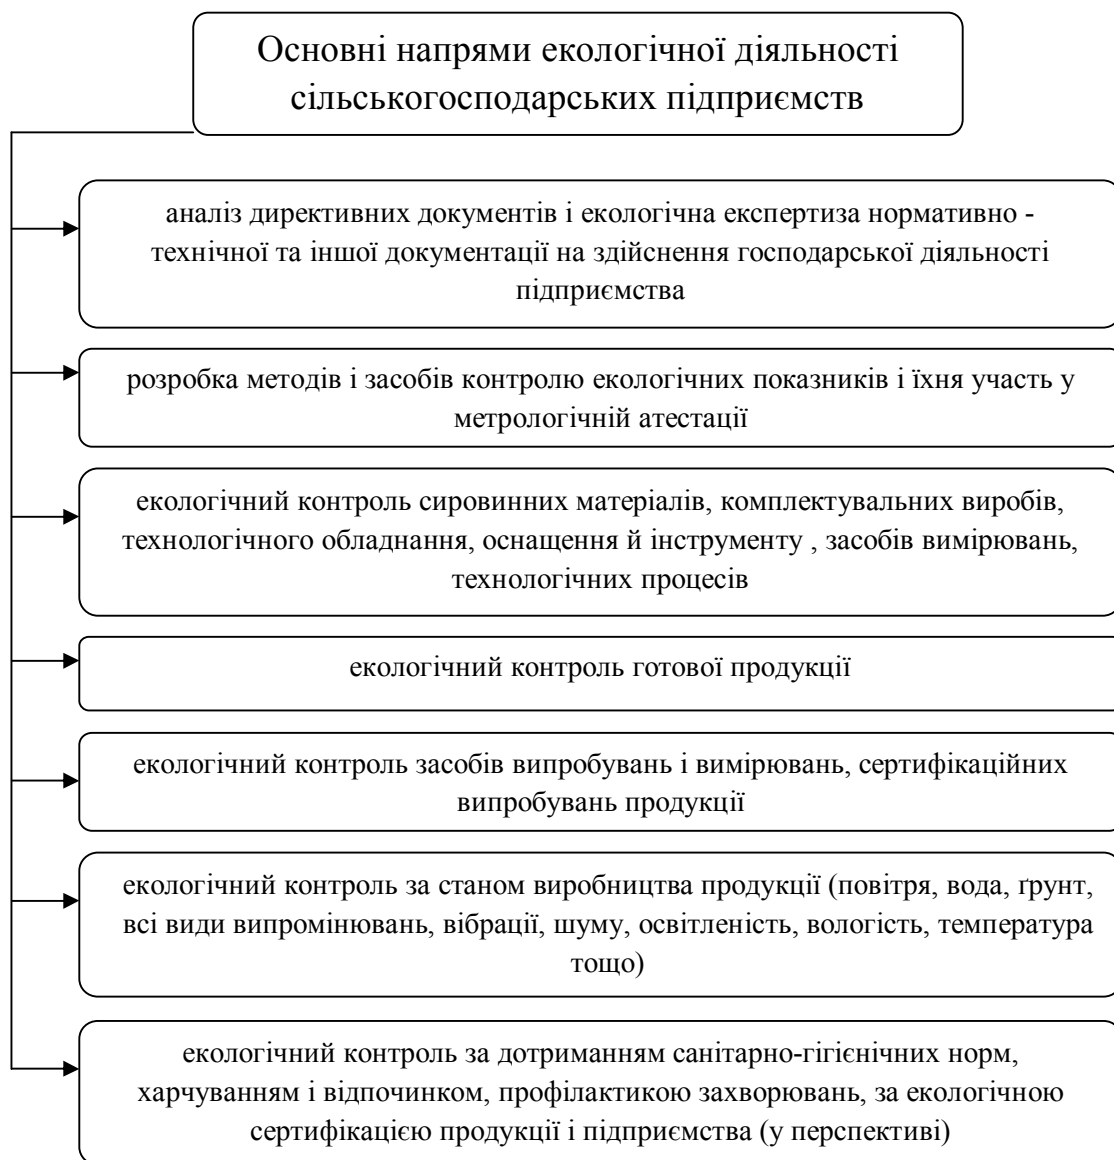 Основні напрями екологічної діяльності
сільськогосподарських підприємств
аналіз директивних документів і екологічна експертиза нормативно -
технічної та іншої документації на здійснення господарської діяльності
підприємства
розробка методів і засобів контролю екологічних показників і їхня участь у
метрологічній атестації
екологічний контроль сировинних матеріалів, комплектувальних виробів,
технологічного обладнання, оснащення й інструменту , засобів вимірювань,
технологічних процесів
екологічний контроль готової продукції
екологічний контроль засобів випробувань і вимірювань, сертифікаційних
випробувань продукції
екологічний контроль за станом виробництва продукції (повітря, вода, ґрунт,
всі види випромінювань, вібрації, шуму, освітленість, вологість, температура
тощо)
екологічний контроль за дотриманням санітарно-гігієнічних норм,
харчуванням і відпочинком, профілактикою захворювань, за екологічною
сертифікацією продукції і підприємства (у перспективі)